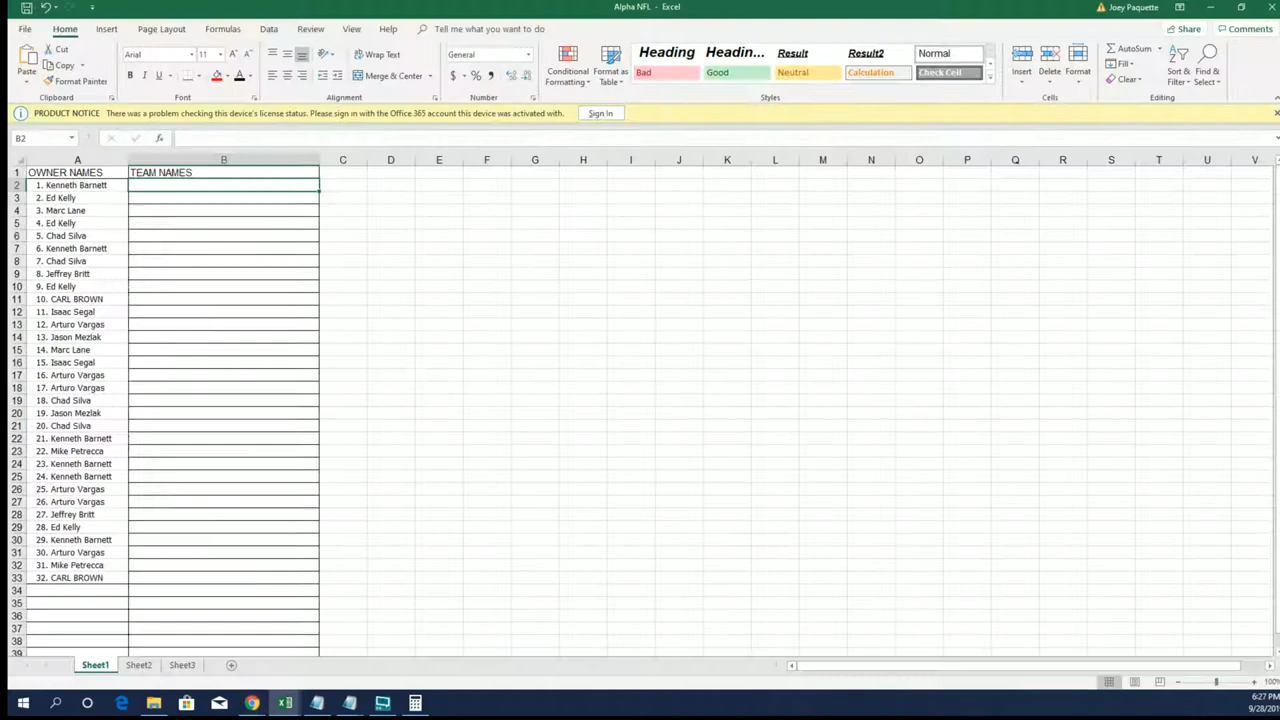 Alpha NFL - Excel
Joey Paquette
File Home Insert Page Layout Formulas Data Review View Help Tell me what you want to do
Share Comments
Paste Cut Copy Format Painter Clipboard
Arial 11 B U A Font
Wrap Text Merge & Center Alignment
General $ % , Number
Conditional Formatting Format as Table
Heading Headin... Result Result2 Normal
Bad Good Neutral Calculation Check Cell
Styles
Insert Delete Format Cells
AutoSum Fill Clear Sort & Filter Find & Select Editing
PRODUCT NOTICE There was a problem checking this device's license status. Please sign in with the Office 365 account this device was activated with. Sign In
B2 fx
A B C D E F G H I J K L M N O P Q R S T U V
1 OWNER NAMES TEAM NAMES
2 1. Kenneth Barnett
3 2. Ed Kelly
4 3. Marc Lane
5 4. Ed Kelly
6 5. Chad Silva
7 6. Kenneth Barnett
8 7. Chad Silva
9 8. Jeffrey Britt
10 9. Ed Kelly
11 10. CARL BROWN
12 11. Isaac Segal
13 12. Arturo Vargas
14 13. Jason Mezlak
15 14. Marc Lane
16 15. Isaac Segal
17 16. Arturo Vargas
18 17. Arturo Vargas
19 18. Chad Silva
20 19. Jason Mezlak
21 20. Chad Silva
22 21. Kenneth Barnett
23 22. Mike Petrecca
24 23. Kenneth Barnett
25 24. Kenneth Barnett
26 25. Arturo Vargas
27 26. Arturo Vargas
28 27. Jeffrey Britt
29 28. Ed Kelly
30 29. Kenneth Barnett
31 30. Arturo Vargas
32 31. Mike Petrecca
33 32. CARL BROWN
34
35
36
37
38
39
Sheet1 Sheet2 Sheet3
100%
6:27 PM
9/28/201